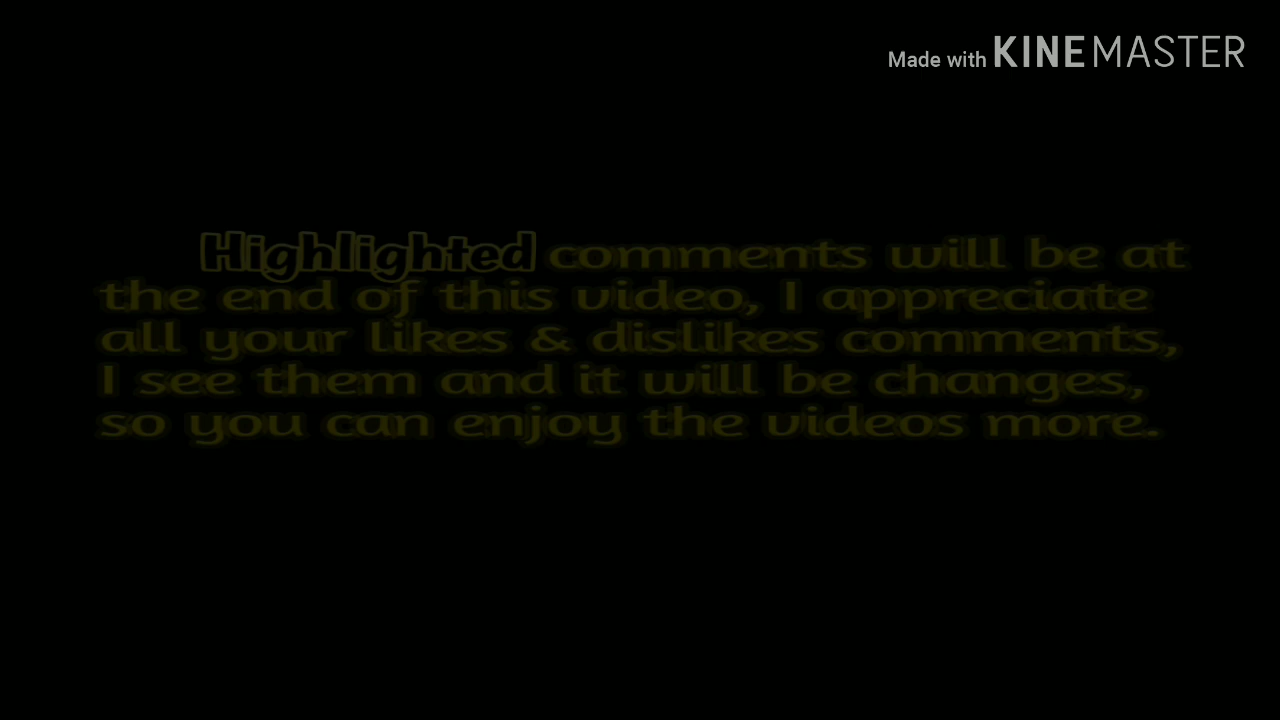 Made with KINEMASTER
Highlighted comments will be at
the end of this video, I appreciate
all your likes & dislikes comments,
I see them and it will be changes,
so you can enjoy the videos more.